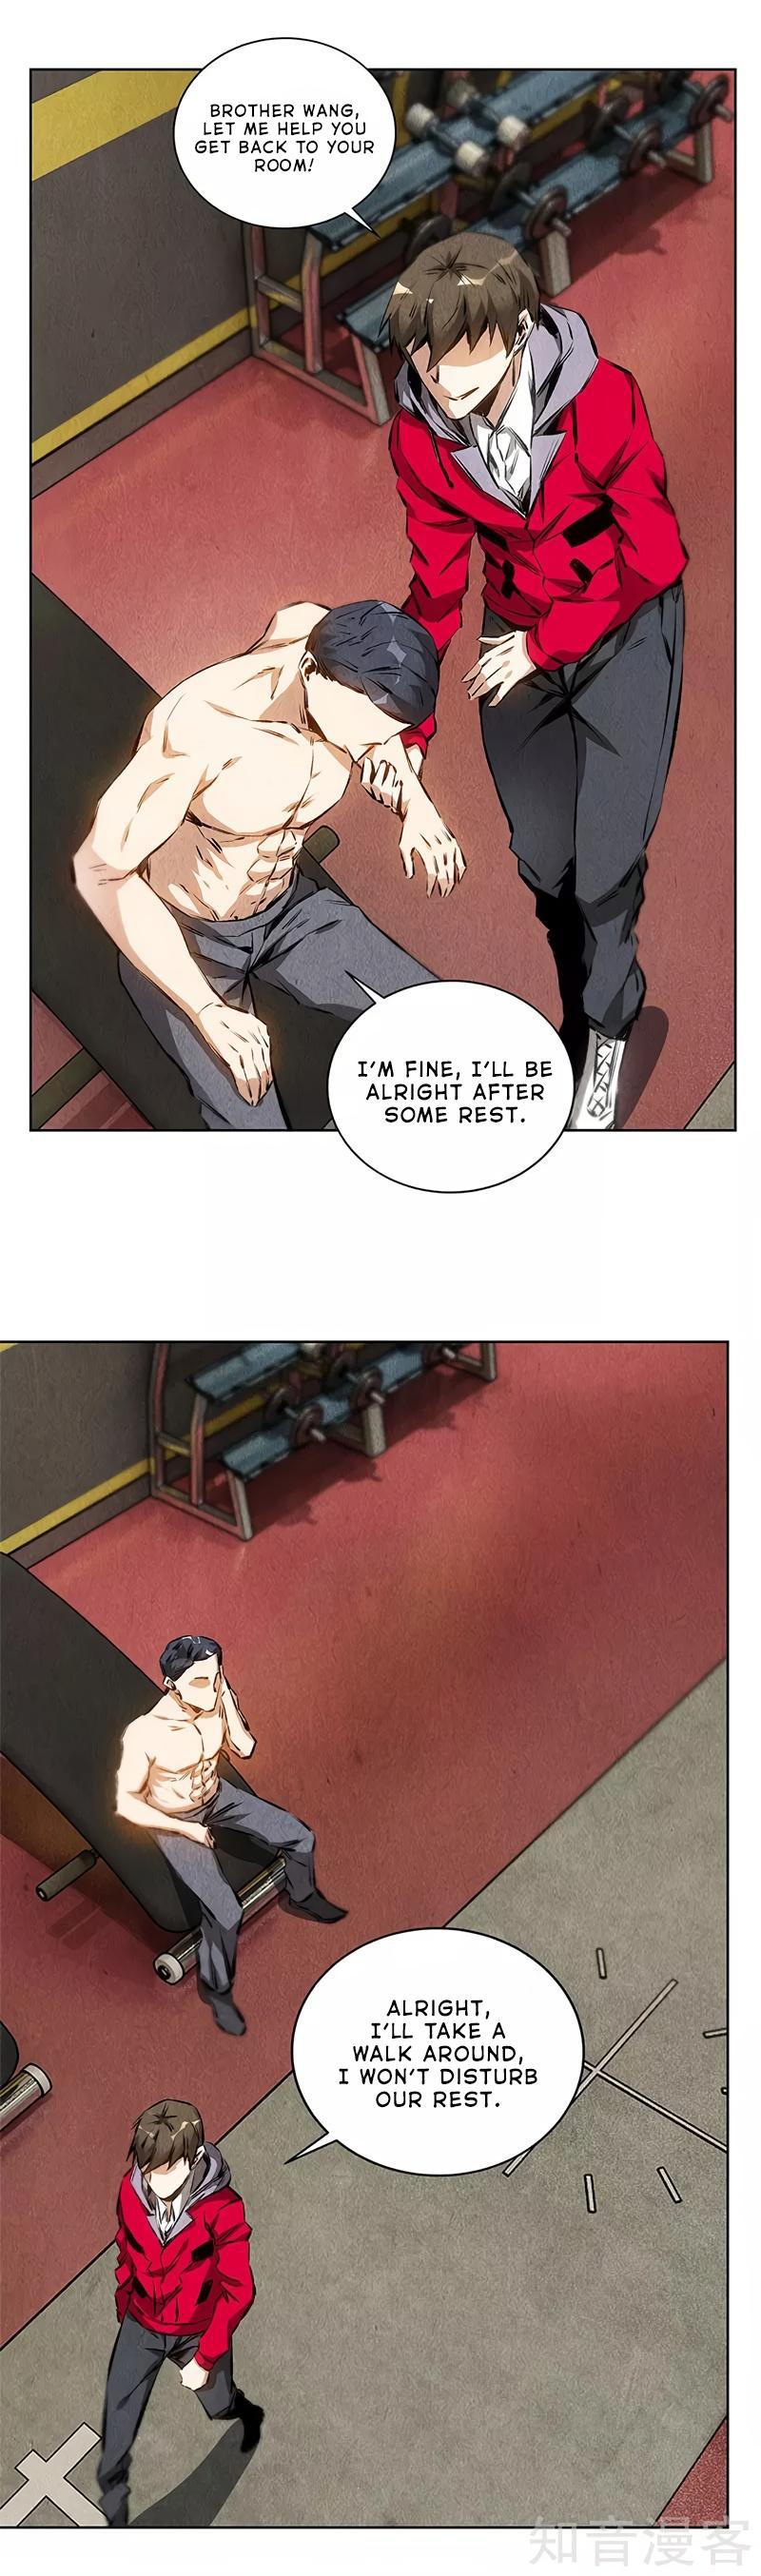 BROTHER WANG,
LET ME HELP YOU
GET BACK TO YOUR
ROOM!
I'M FINE, I'LL BE
ALRIGHT AFTER
SOME REST.
ALRIGHT,
I'LL TAKE A
WALK AROUND,
I WON'T DISTURB
OUR REST.
知音漫客